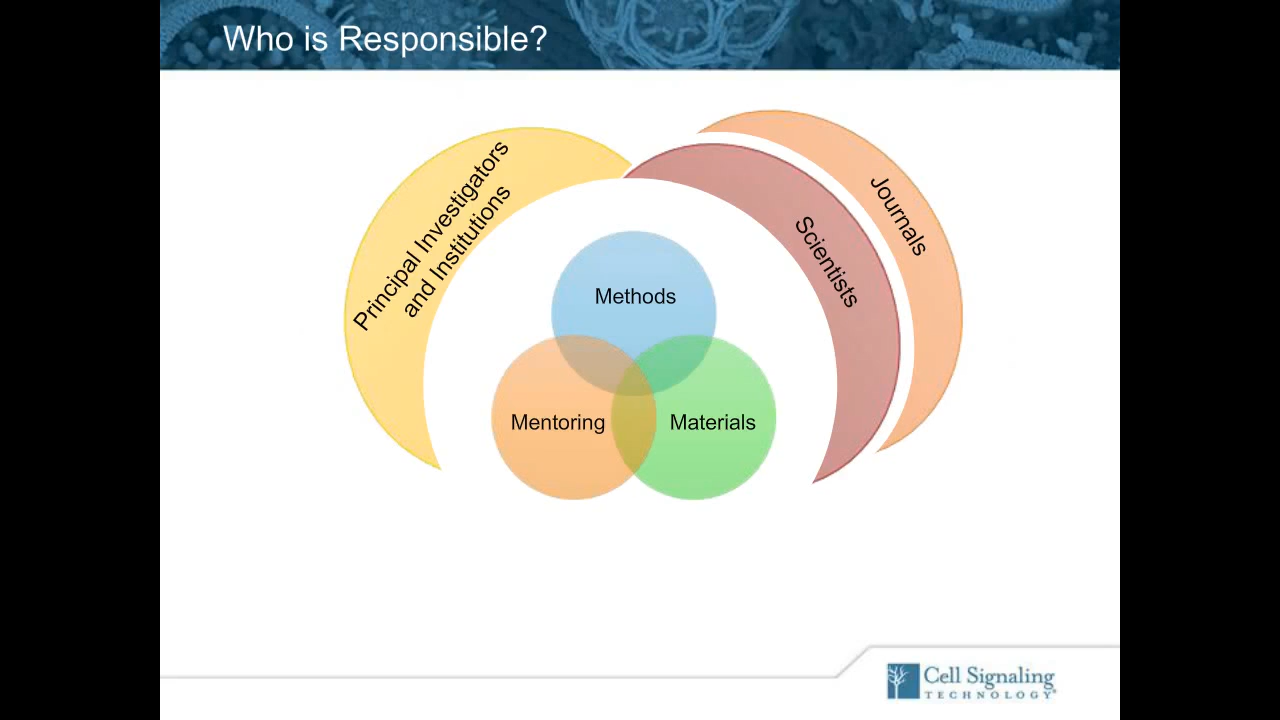 Who is Responsible?
Principal Investigators
and Institutions
Journals
Scientists
Methods
Mentoring
Materials
Cell Signaling
TECHNOLOGY®